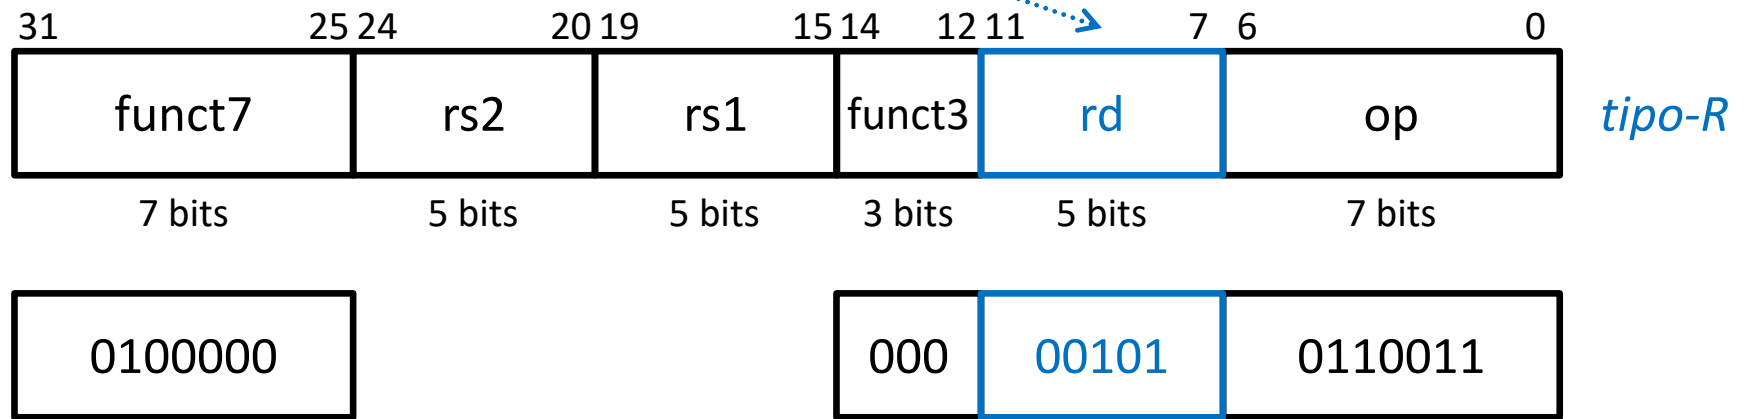 31 25 24 20 19 15 14 12 11 7 6 0
funct7 rs2 rs1 funct3 rd op tipo-R
7 bits 5 bits 5 bits 3 bits 5 bits 7 bits
0100000 000 00101 0110011